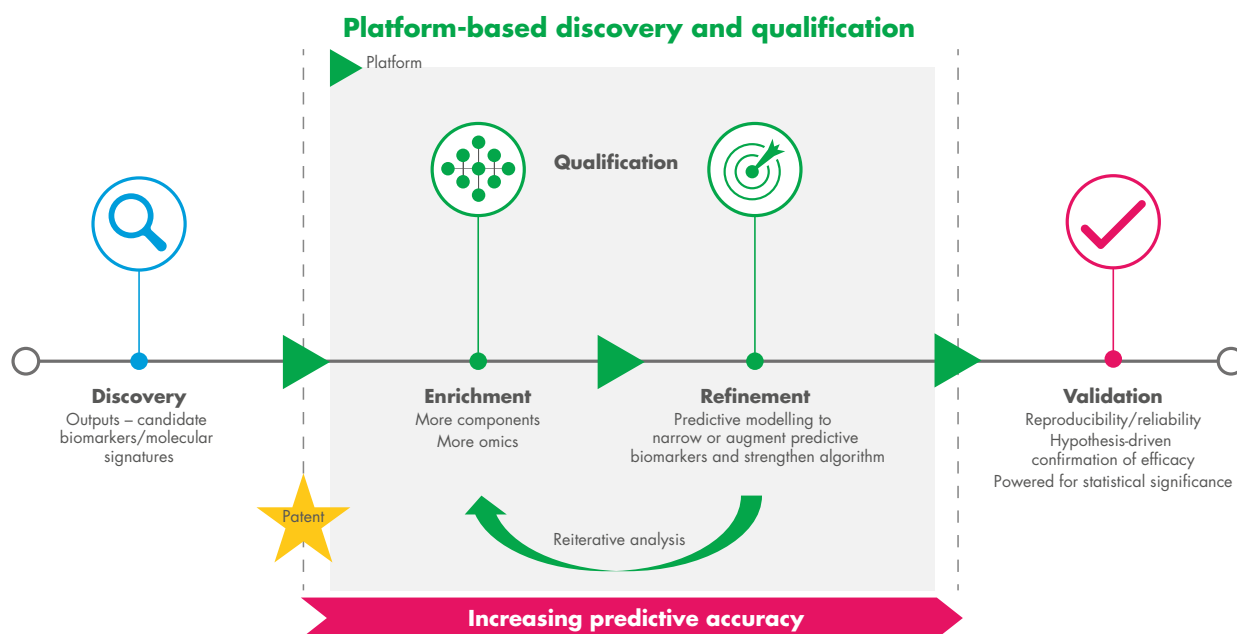 Platform-based discovery and qualification
Platform
Qualification
Discovery
Outputs – candidate
biomarkers/molecular
signatures
Enrichment
More components
More omics
Refinement
Predictive modelling to
narrow or augment predictive
biomarkers and strengthen algorithm
Validation
Reproducibility/reliability
Hypothesis-driven
confirmation of efficacy
Powered for statistical significance
Patent
Reiterative analysis
Increasing predictive accuracy